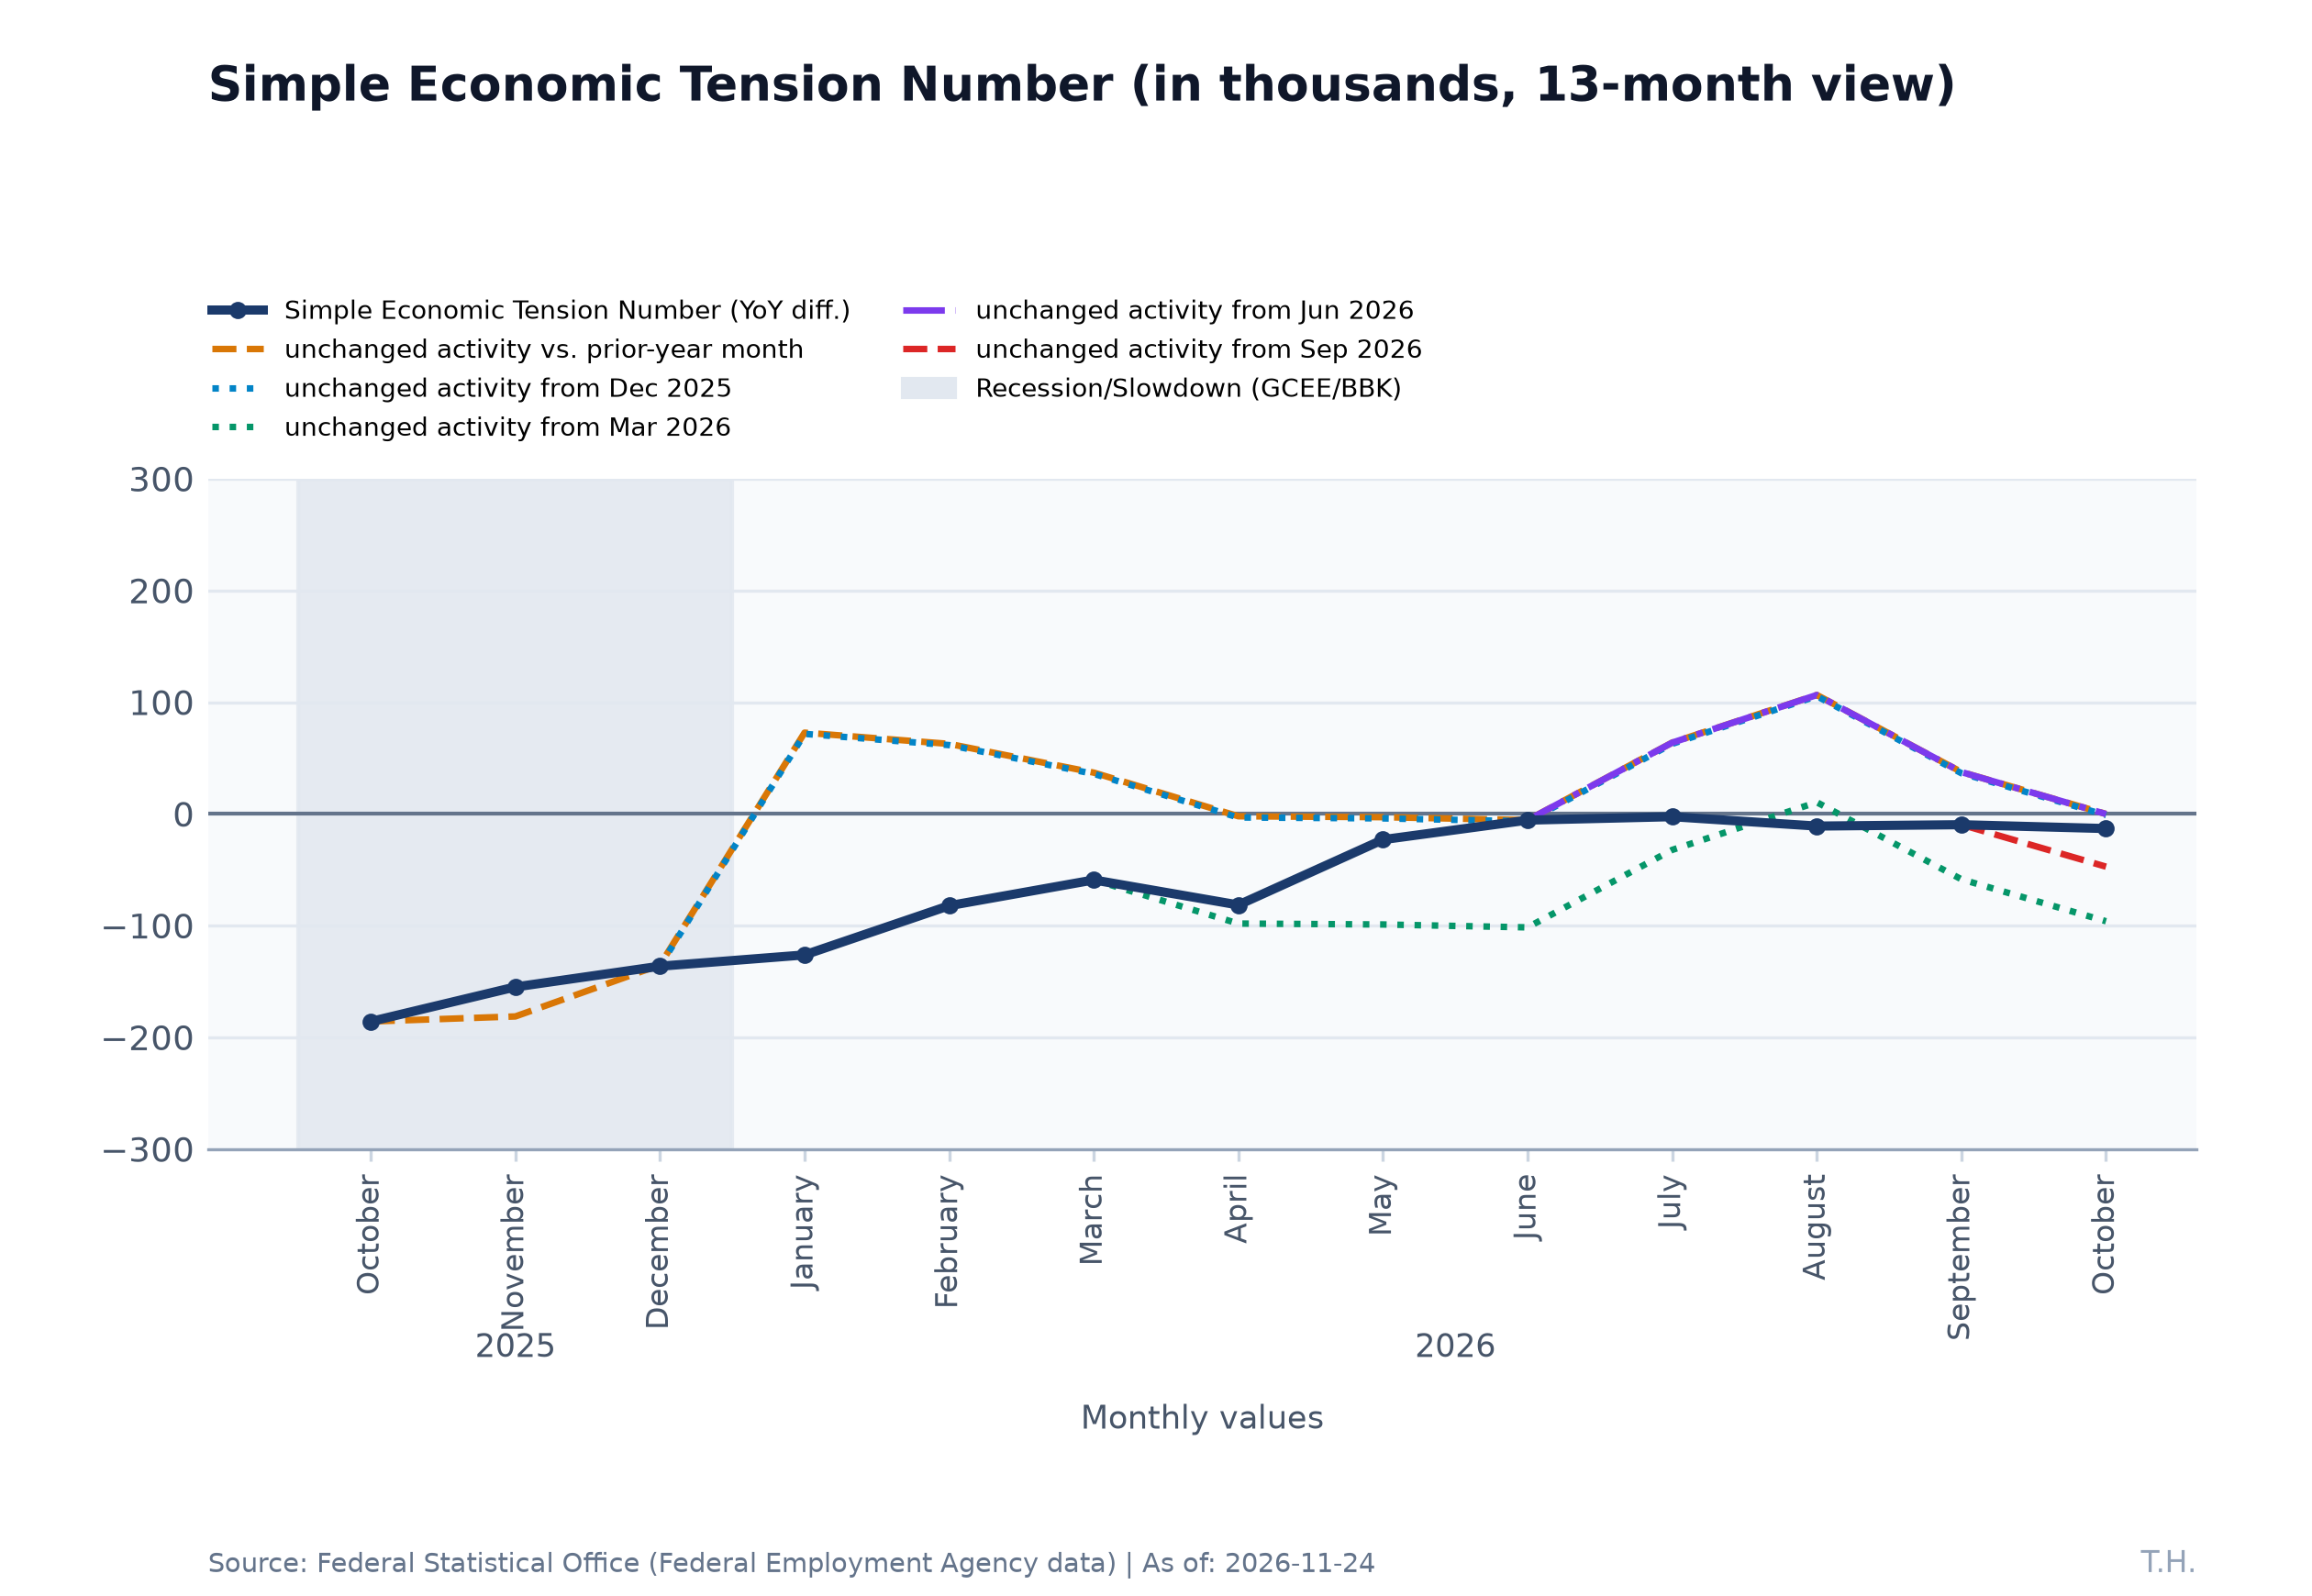 Simple Economic Tension Number (in thousands, 13-month view)
Simple Economic Tension Number (YoY diff.)
unchanged activity vs. prior-year month
unchanged activity from Dec 2025
unchanged activity from Mar 2026
unchanged activity from Jun 2026
unchanged activity from Sep 2026
Recession/Slowdown (GCEE/BBK)
300
200
100
0
−100
−200
−300
October
November
December
January
February
March
April
May
June
July
August
September
October
2025
2026
Monthly values
Source: Federal Statistical Office (Federal Employment Agency data) | As of: 2026-11-24
T.H.